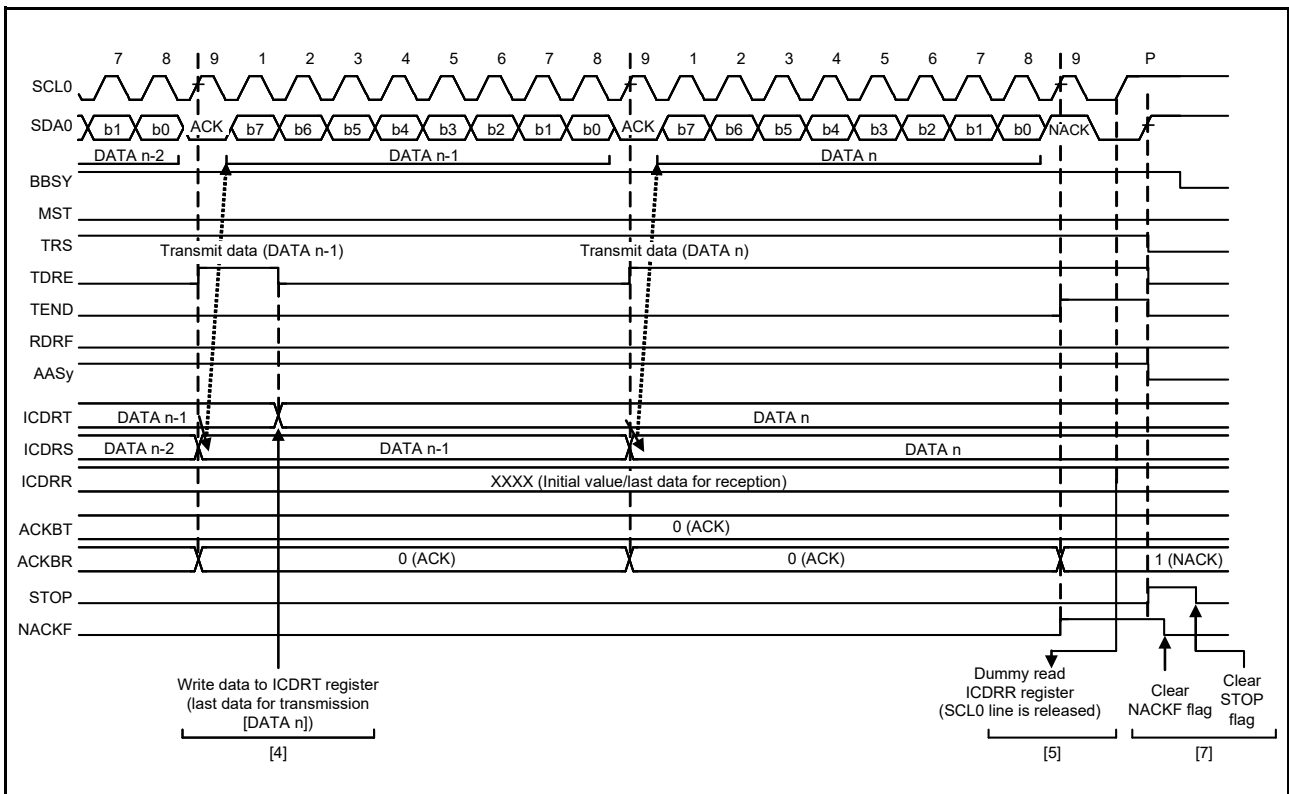 7 8 9 1 2 3 4 5 6 7 8 9 1 2 3 4 5 6 7 8 9 P
SCL0
SDA0 b1 b0 ACK b7 b6 b5 b4 b3 b2 b1 b0 ACK b7 b6 b5 b4 b3 b2 b1 b0 NACK
DATA n-2 DATA n-1 DATA n
BBSY
MST
TRS
Transmit data (DATA n-1) Transmit data (DATA n)
TDRE
TEND
RDRF
AASy
ICDRT DATA n-1 DATA n
ICDRS DATA n-2 DATA n-1 DATA n
ICDRR XXXX (Initial value/last data for reception)
ACKBT 0 (ACK)
ACKBR 0 (ACK) 0 (ACK) 1 (NACK)
STOP
NACKF
Write data to ICDRT register
(last data for transmission
[DATA n])
[4]
Dummy read
ICDRR register
(SCL0 line is released)
[5]
Clear
NACKF flag
Clear
STOP
flag
[7]